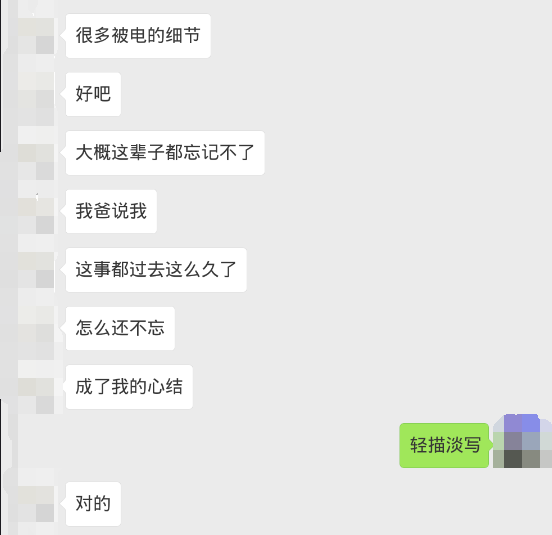 很多被电的细节
好吧
大概这辈子都忘记不了
我爸说我
这事都过去这么久了
怎么还不忘
成了我的心结
轻描淡写
对的